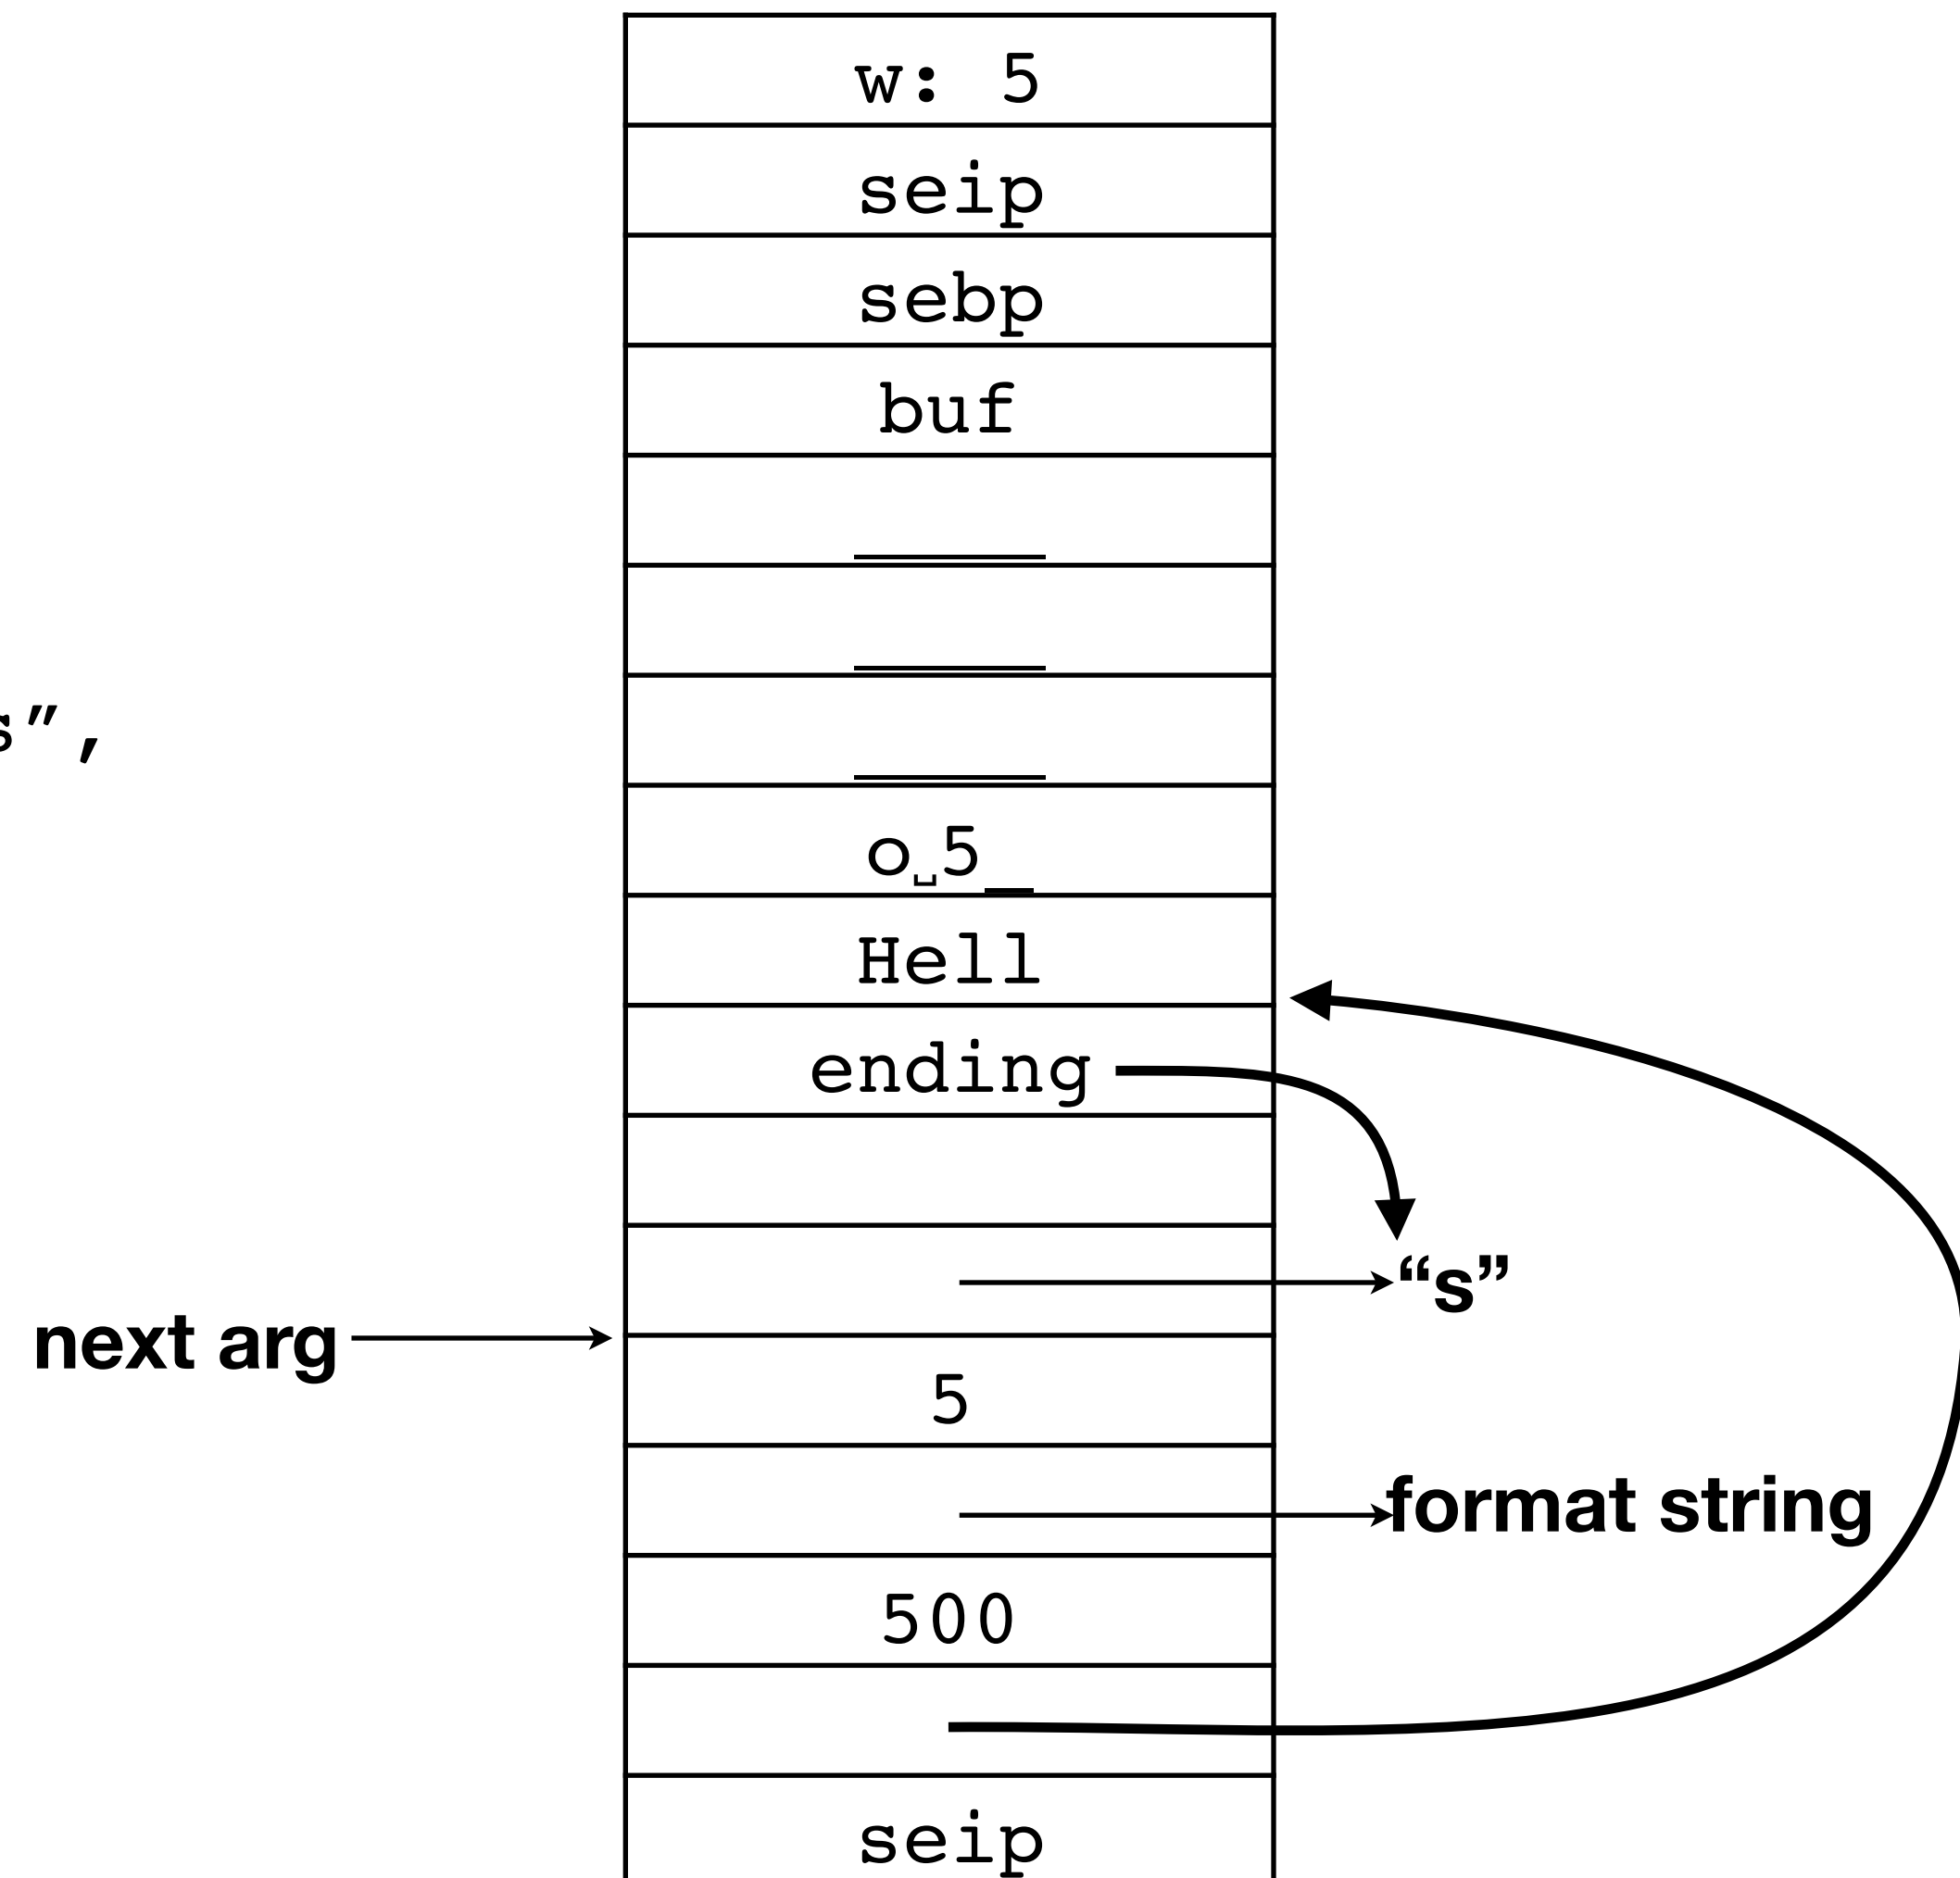 w: 5
seip
sebp
buf
s”,
o␣5_
Hell
ending
“s”
next arg
5
format string
500
seip